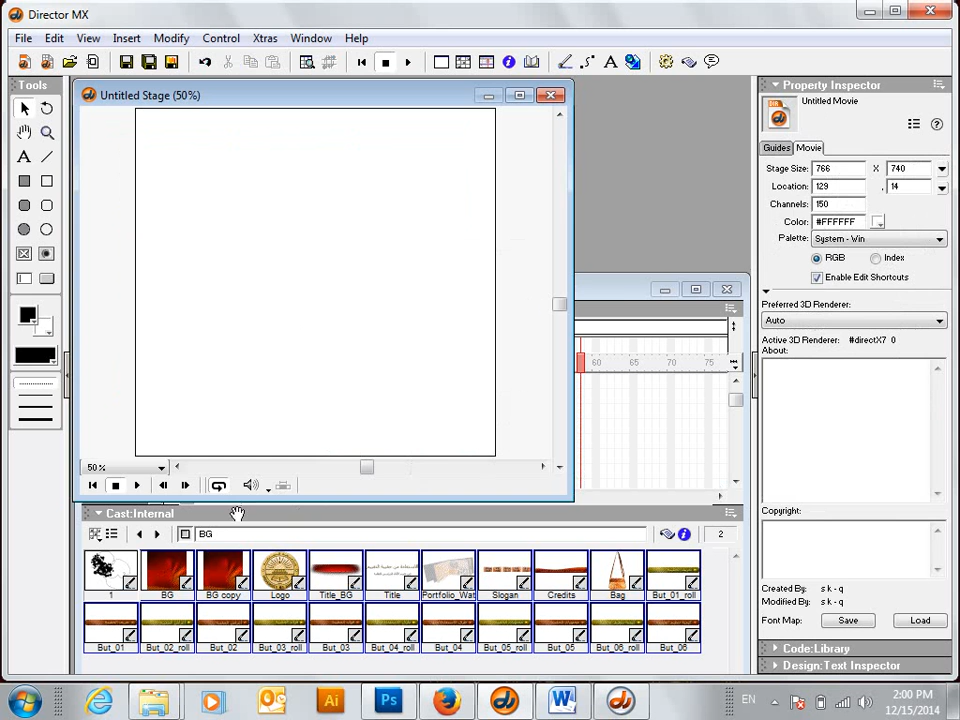 Director MX
File Edit View Insert Modify Control Xtras Window Help
Tools
Untitled Stage (50%)
50%
60 65 70 75
Cast:Internal
BG
2
1 BG BG copy Logo Title_BG Title Portfolio_Wat Slogan Credits Bag But_01_roll
But_01 But_02_roll But_02 But_03_roll But_03 But_04_roll But_04 But_05_roll But_05 But_06_roll But_06
Property Inspector
Untitled Movie
Guides Movie
Stage Size: 766 X 740
Location: 129 , 14
Channels: 150
Color: #FFFFFF
Palette: System - Win
RGB Index
Enable Edit Shortcuts
Preferred 3D Renderer:
Auto
Active 3D Renderer: #directX7_0
About:
Copyright:
Created By: s k - q
Modified By: s k - q
Font Map: Save Load
Code:Library
Design:Text Inspector
EN
2:00 PM
12/15/2014